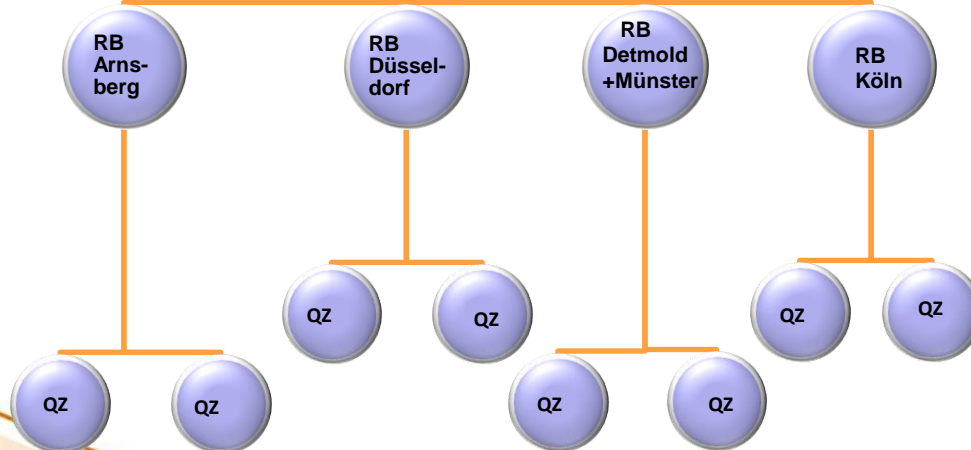 RB
Arns-
berg
RB
Düssel-
dorf
RB
Detmold
+Münster
RB
Köln
QZ
QZ
QZ
QZ
QZ
QZ
QZ
QZ